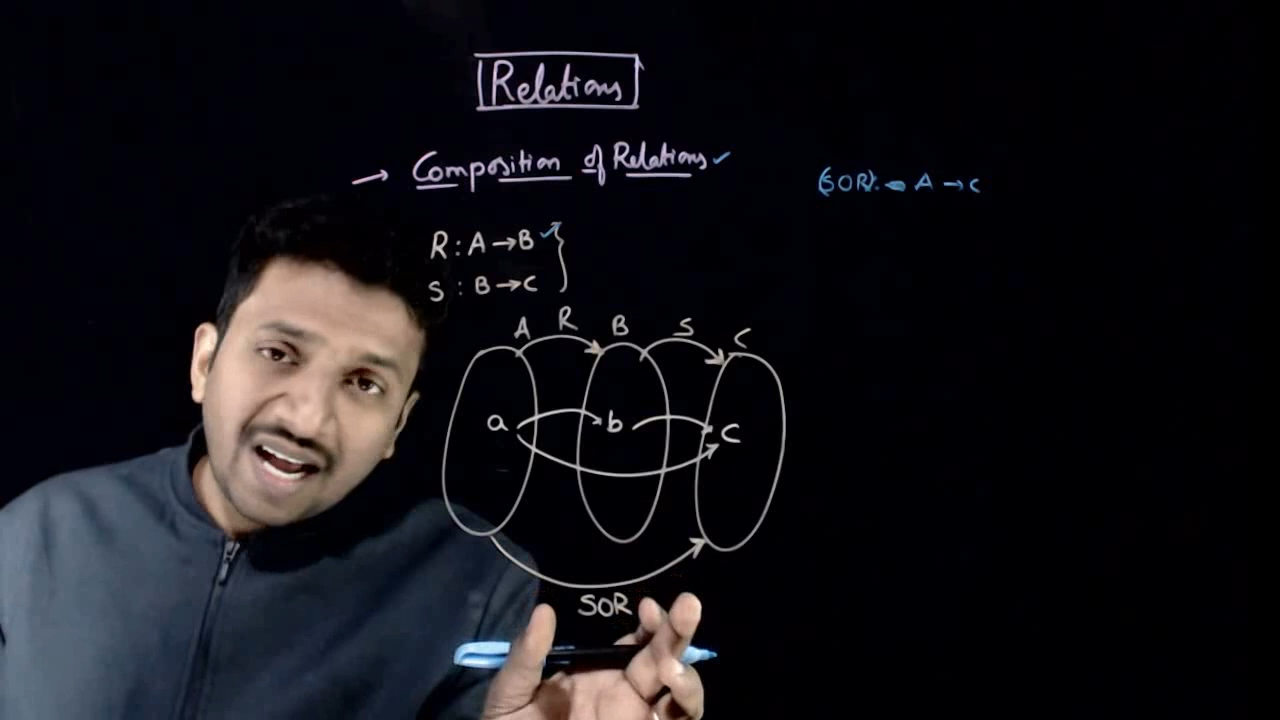 Relations
→ Composition of Relations ✓
(SOR): A → C
R : A → B ✓
S : B → C
A R B S C
a b c
SOR